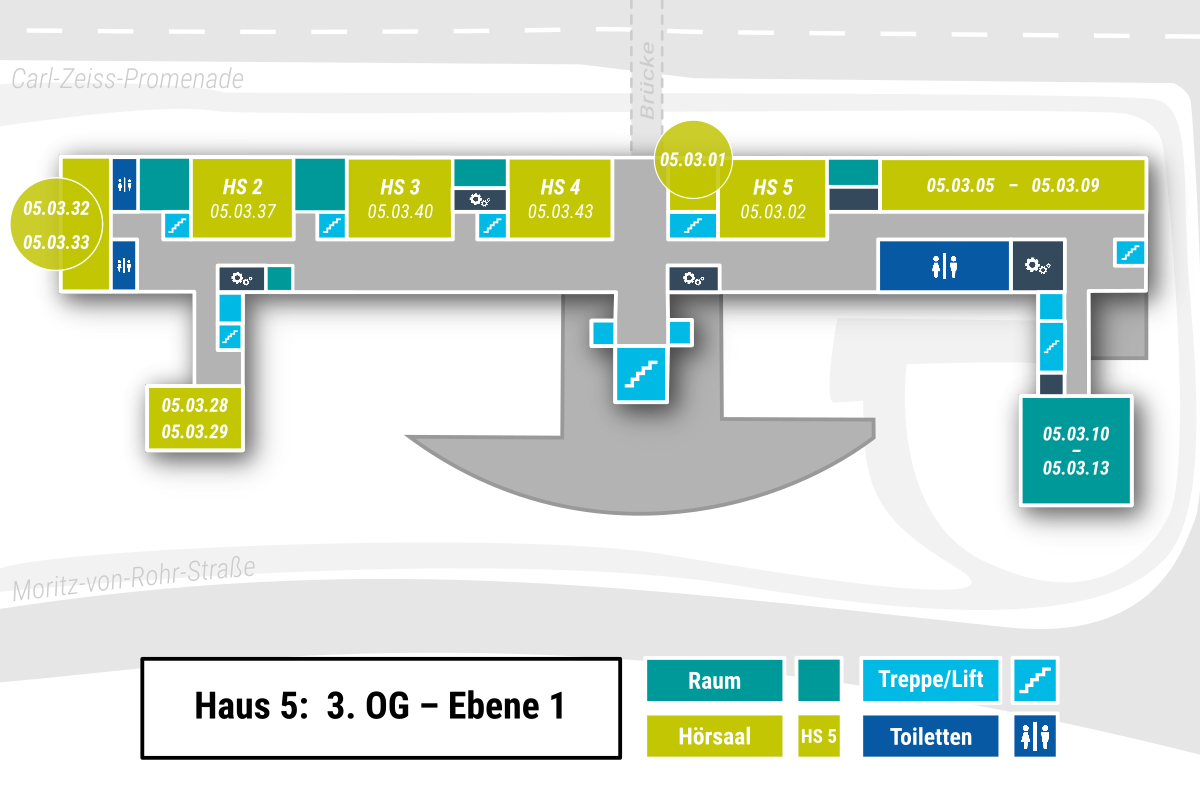 Brücke
Carl-Zeiss-Promenade
05.03.32
05.03.33
HS 2
05.03.37
HS 3
05.03.40
HS 4
05.03.43
05.03.01
HS 5
05.03.02
05.03.05 – 05.03.09
05.03.28
05.03.29
05.03.10
–
05.03.13
Moritz-von-Rohr-Straße
Haus 5: 3. OG – Ebene 1
Raum
Treppe/Lift
Hörsaal
HS 5
Toiletten